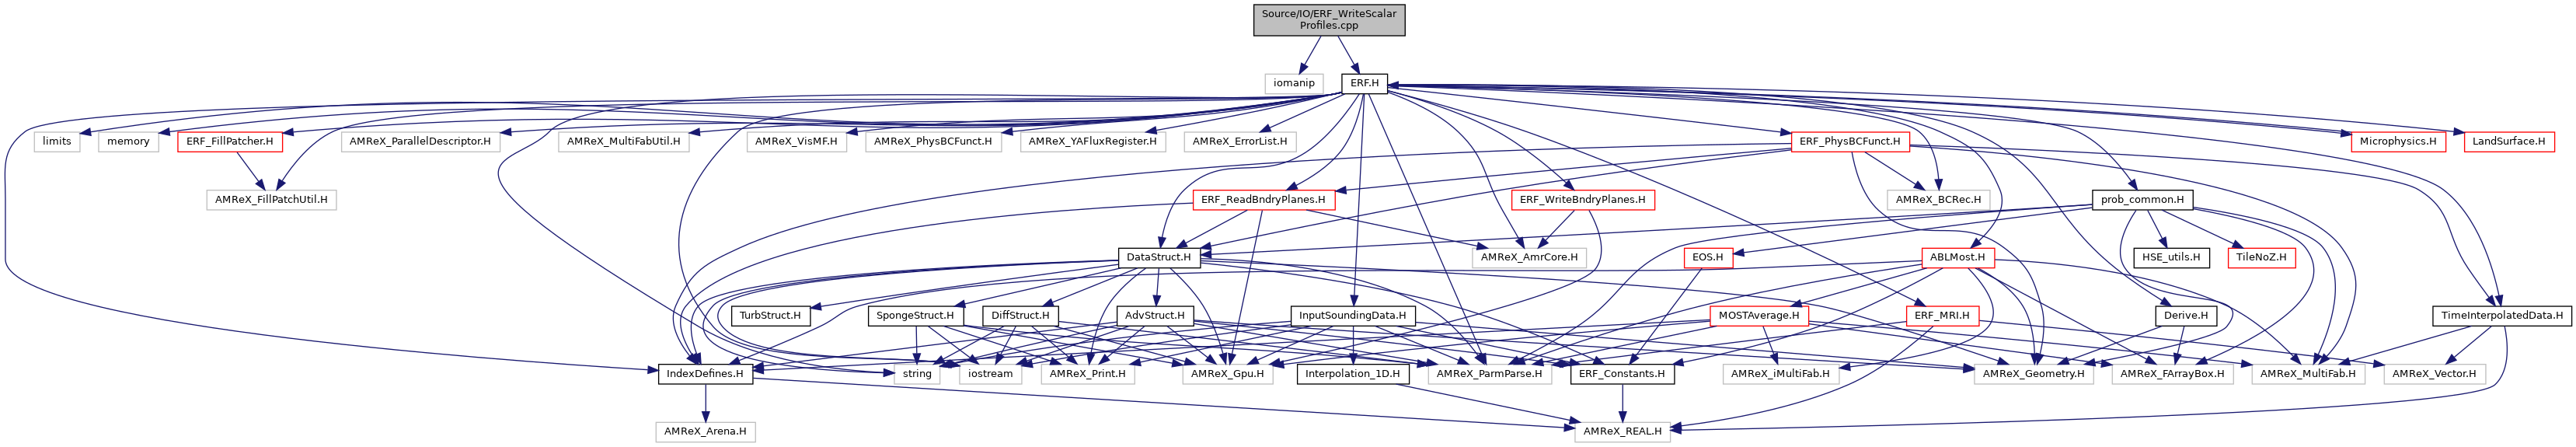 Source/IO/ERF_WriteScalar
Profiles.cpp
iomanip
ERF.H
limits
memory
ERF_FillPatcher.H
AMReX_ParallelDescriptor.H
AMReX_MultiFabUtil.H
AMReX_VisMF.H
AMReX_PhysBCFunct.H
AMReX_YAFluxRegister.H
AMReX_ErrorList.H
ERF_PhysBCFunct.H
Microphysics.H
LandSurface.H
AMReX_FillPatchUtil.H
ERF_ReadBndryPlanes.H
ERF_WriteBndryPlanes.H
AMReX_BCRec.H
prob_common.H
DataStruct.H
AMReX_AmrCore.H
EOS.H
ABLMost.H
HSE_utils.H
TileNoZ.H
TurbStruct.H
SpongeStruct.H
DiffStruct.H
AdvStruct.H
InputSoundingData.H
MOSTAverage.H
ERF_MRI.H
Derive.H
TimeInterpolatedData.H
IndexDefines.H
string
iostream
AMReX_Print.H
AMReX_Gpu.H
Interpolation_1D.H
AMReX_ParmParse.H
ERF_Constants.H
AMReX_iMultiFab.H
AMReX_Geometry.H
AMReX_FArrayBox.H
AMReX_MultiFab.H
AMReX_Vector.H
AMReX_Arena.H
AMReX_REAL.H